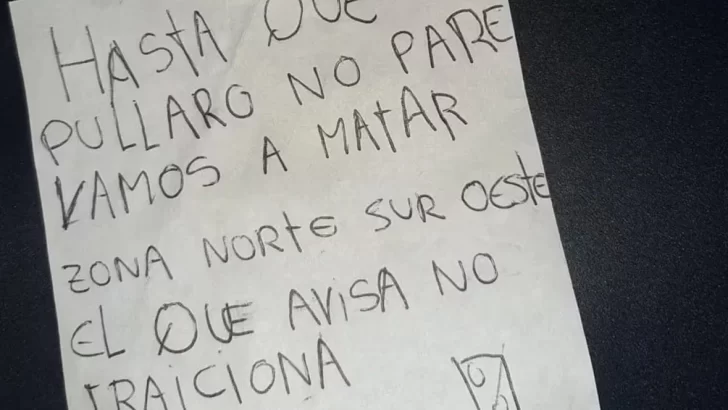 HASTA QUE
PULLARO NO PARE
VAMOS A MATAR
ZONA NORTE SUR OESTE
EL QUE AVISA NO
TRAICIONA